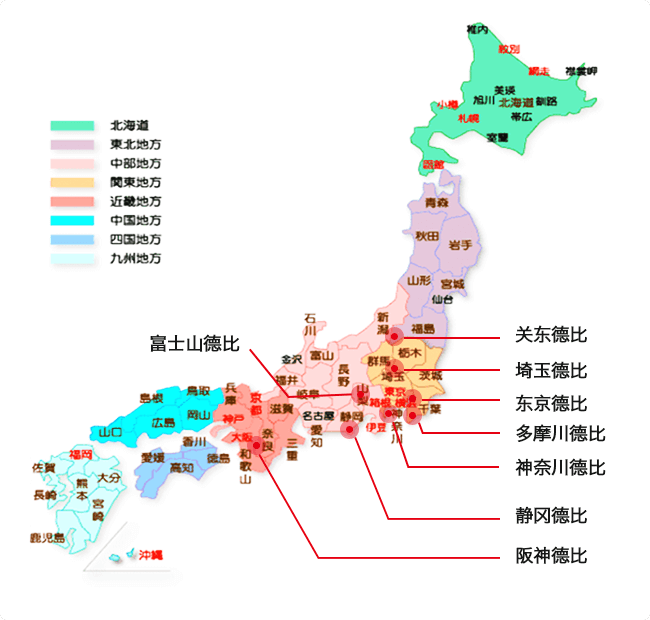 稚内
紋別
網走
襟裳岬
美瑛
小樽
旭川
北海道
釧路
札幌
帯広
室蘭
函館
北海道
東北地方
中部地方
関東地方
近畿地方
中国地方
四国地方
九州地方
青森
秋田
岩手
山形
宮城
仙台
石川
新潟
福島
関东德比
富士山德比
金沢
富山
群馬
栃木
埼玉德比
福井
岐阜
長野
埼玉
茨城
鳥取
兵庫
京都
滋賀
山梨
東京
箱根
横浜
千葉
东京德比
島根
岡山
神戸
名古屋
静岡
神奈川
伊豆
多摩川德比
広島
山口
大阪
奈良
愛知
三重
香川
徳島
和歌山
神奈川德比
福岡
愛媛
高知
佐賀
大分
長崎
熊本
宮崎
静冈德比
鹿児島
沖縄
阪神德比